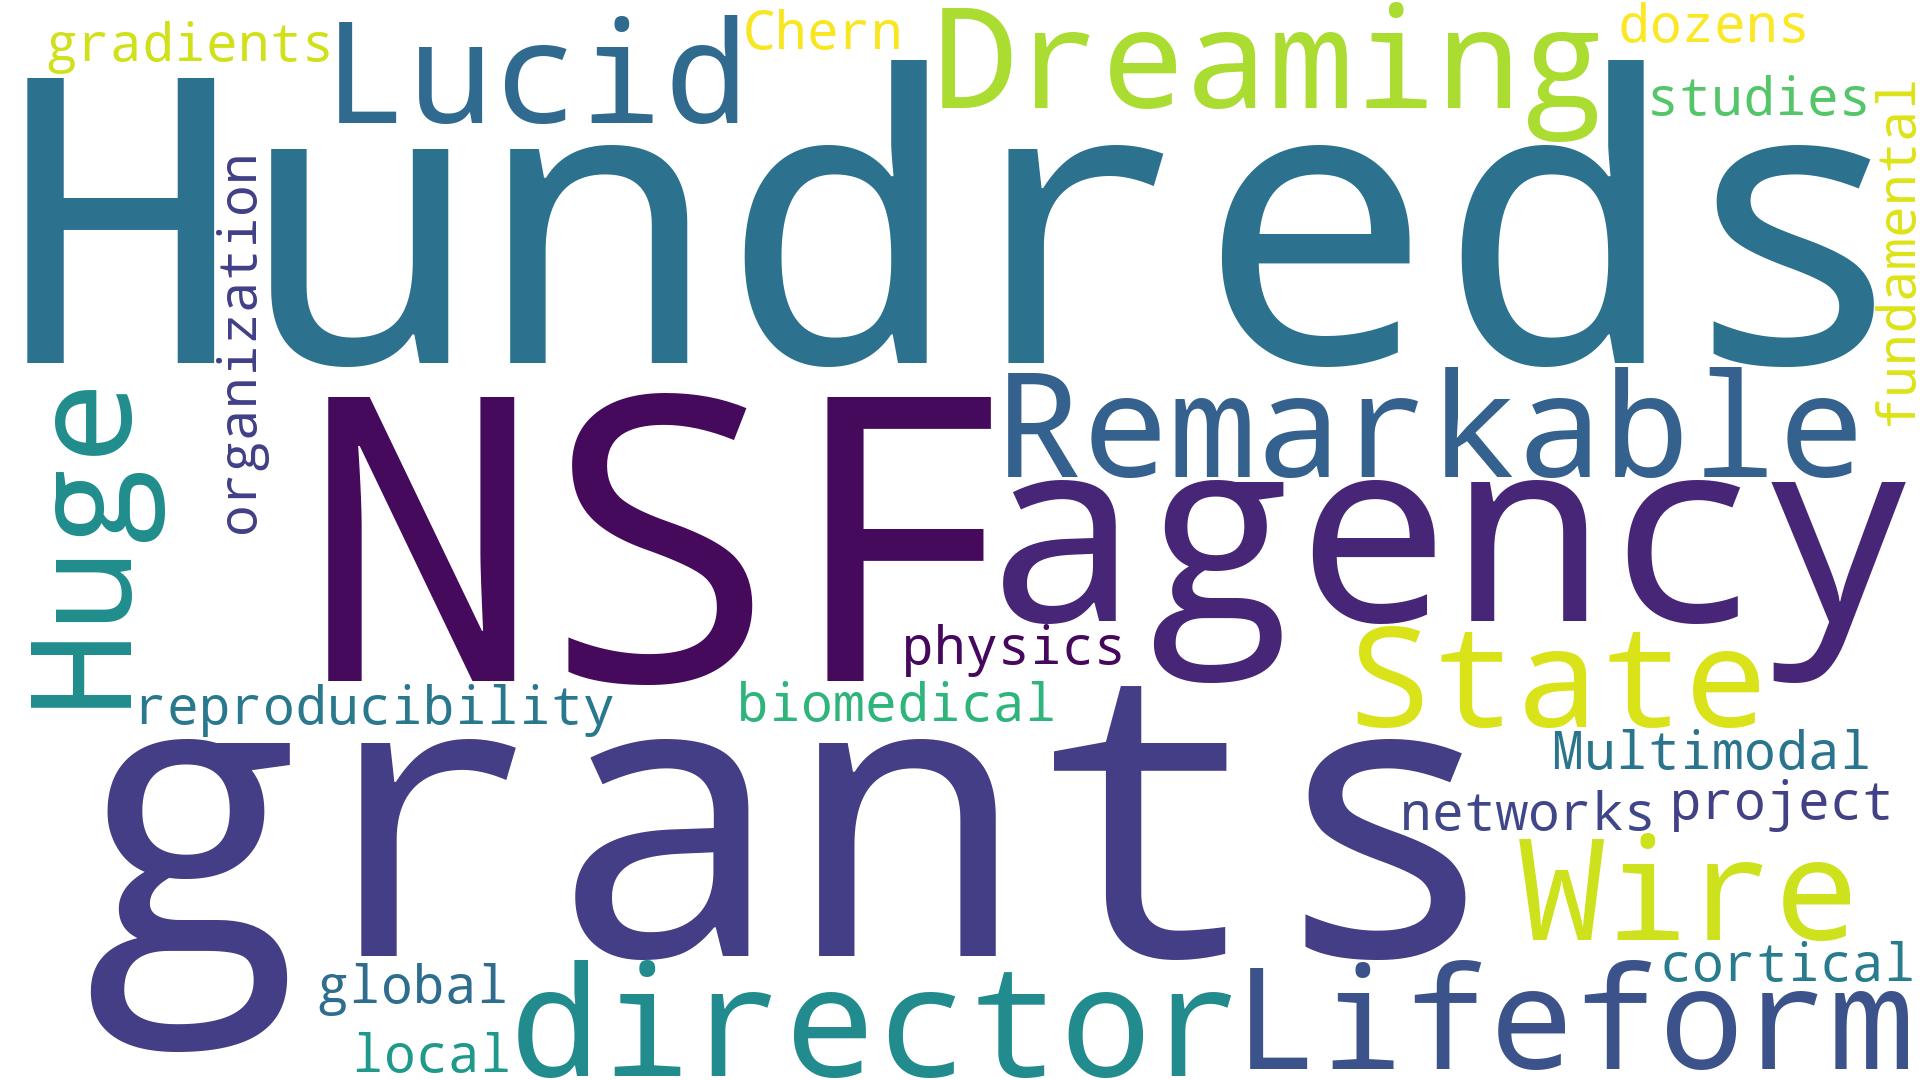 gradients
Lucid
Chern
Dreaming
dozens
studies
fundamental
Hundreds
organization
Huge
NSF
Remarkable
agency
physics
State
reproducibility
biomedical
Multimodal
grants
networks
project
Wire
cortical
global
director
Lifeform
local